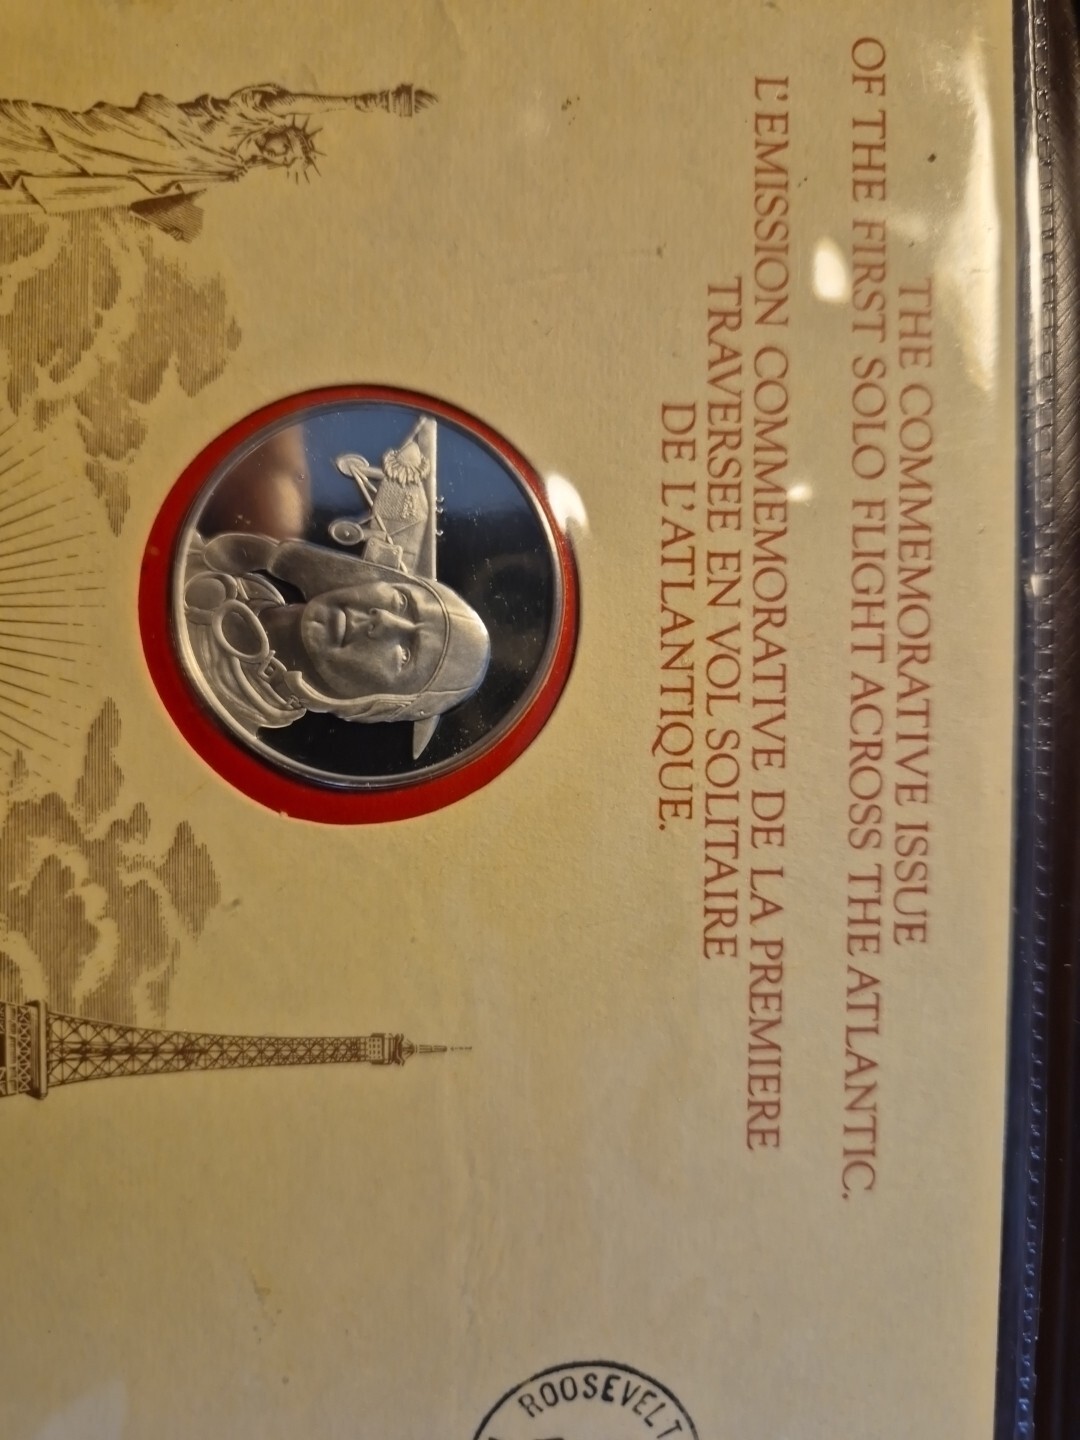 THE COMMEMORATIVE ISSUE
OF THE FIRST SOLO FLIGHT ACROSS THE ATLANTIC.
L'EMISSION COMMEMORATIVE DE LA PREMIERE
TRAVERSEE EN VOL SOLITAIRE
DE L'ATLANTIQUE.
ROOSEVELT